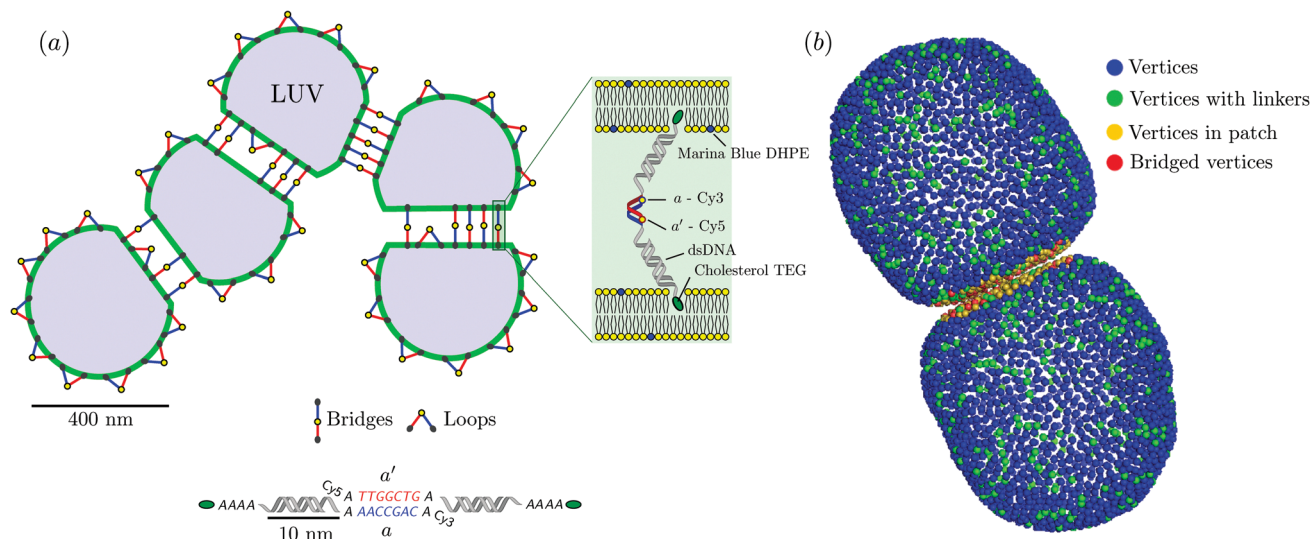 (a)
LUV
400 nm
Marina Blue DHPE
a - Cy3
a′ - Cy5
dsDNA
Cholesterol TEG
Bridges
Loops
a′
AAAA Cy5 A TTGGCTG A AAAA
A AACCGAC A Cy3
10 nm
a
(b)
Vertices
Vertices with linkers
Vertices in patch
Bridged vertices